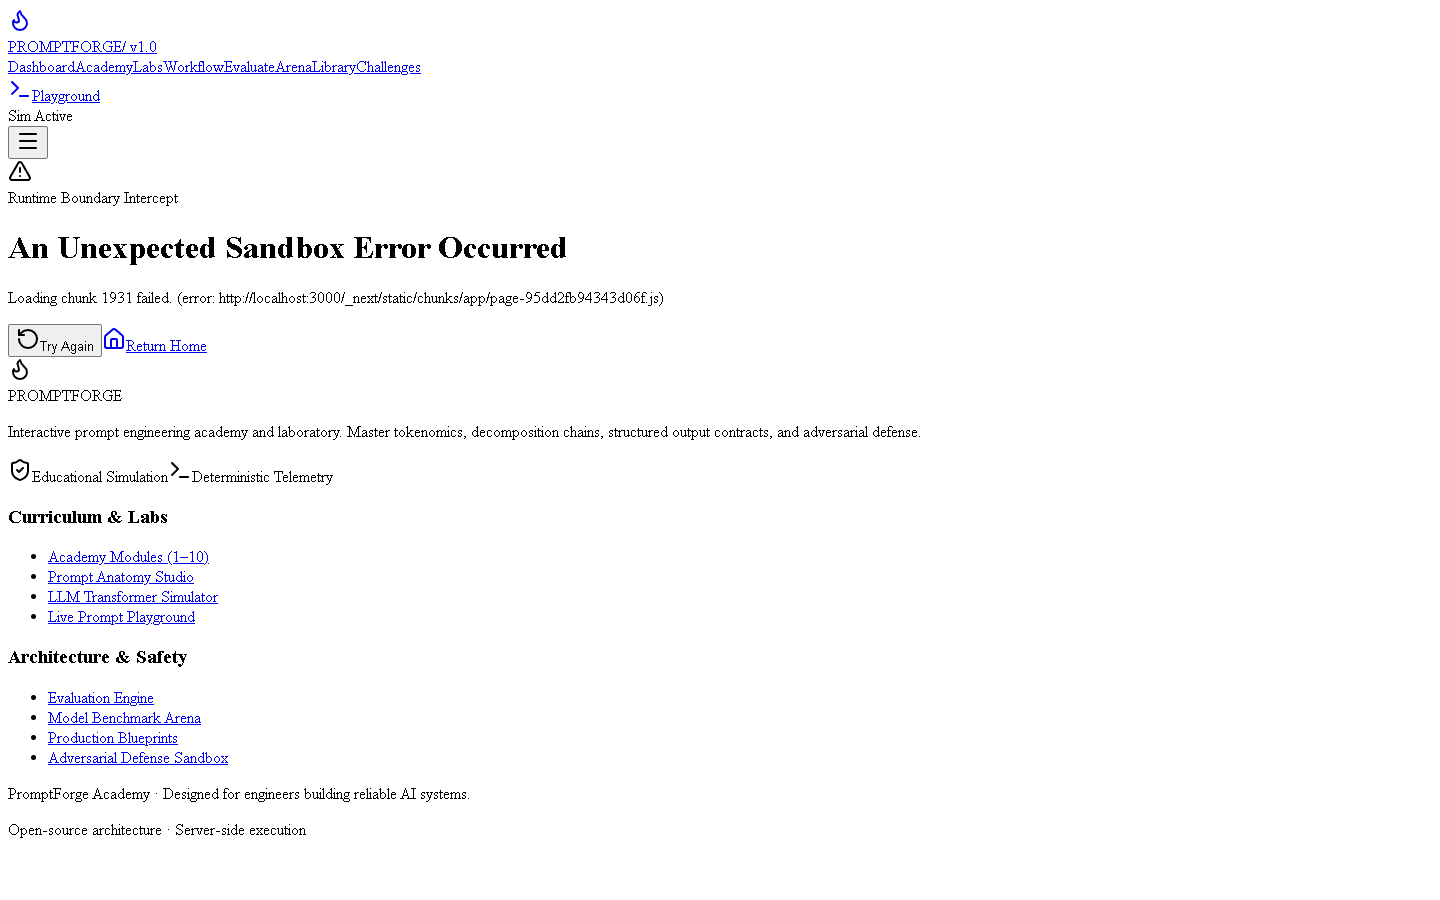 PROMPTFORGE/ v1.0
DashboardAcademyLabsWorkflowEvaluateArenaLibraryChallenges
Playground
Sim Active
Runtime Boundary Intercept
An Unexpected Sandbox Error Occurred
Loading chunk 1931 failed. (error: http://localhost:3000/_next/static/chunks/app/page-95dd2fb94343d06f.js)
Try Again Return Home
PROMPTFORGE
Interactive prompt engineering academy and laboratory. Master tokenomics, decomposition chains, structured output contracts, and adversarial defense.
Educational Simulation Deterministic Telemetry
Curriculum & Labs
Academy Modules (1–10)
Prompt Anatomy Studio
LLM Transformer Simulator
Live Prompt Playground
Architecture & Safety
Evaluation Engine
Model Benchmark Arena
Production Blueprints
Adversarial Defense Sandbox
PromptForge Academy · Designed for engineers building reliable AI systems.
Open-source architecture · Server-side execution